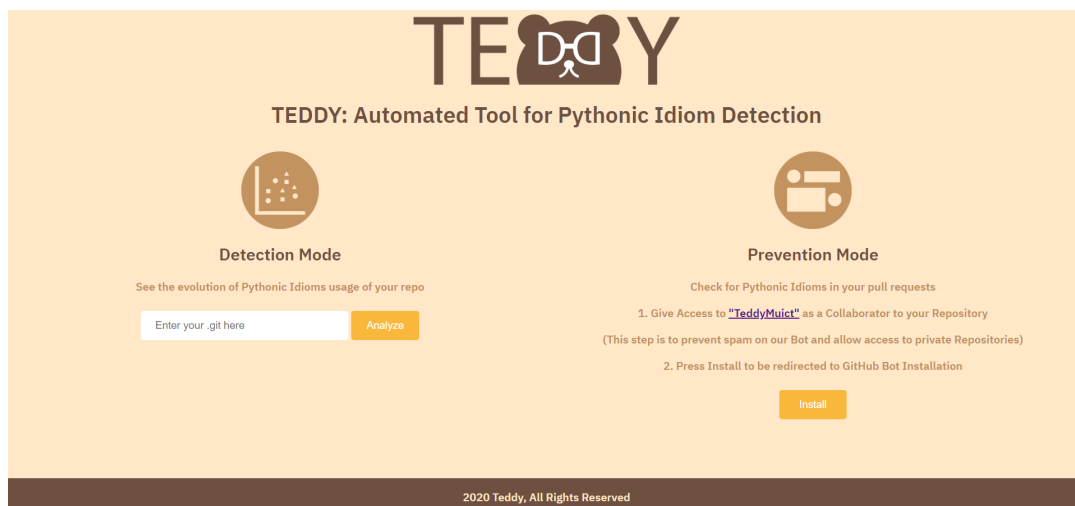 TEDDY
TEDDY: Automated Tool for Pythonic Idiom Detection
Detection Mode
See the evolution of Pythonic Idioms usage of your repo
Enter your .git here
Analyze
Prevention Mode
Check for Pythonic Idioms in your pull requests
1. Give Access to "TeddyMuict" as a Collaborator to your Repository
(This step is to prevent spam on our Bot and allow access to private Repositories)
2. Press Install to be redirected to GitHub Bot Installation
Install
2020 Teddy, All Rights Reserved